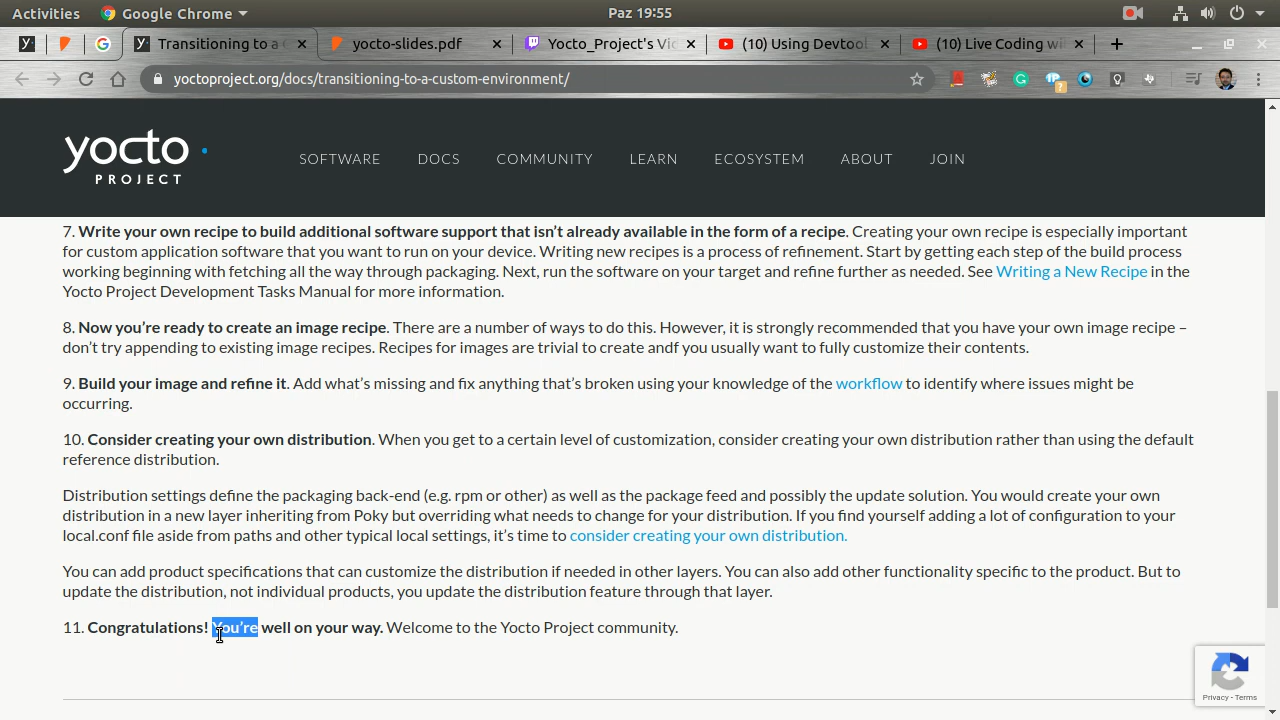 Activities Google Chrome Paz 19:55
Transitioning to a C yocto-slides.pdf Yocto_Project's Vid (10) Using Devtool (10) Live Coding wi
yoctoproject.org/docs/transitioning-to-a-custom-environment/
yocto
PROJECT
SOFTWARE DOCS COMMUNITY LEARN ECOSYSTEM ABOUT JOIN
7. Write your own recipe to build additional software support that isn’t already available in the form of a recipe. Creating your own recipe is especially important
for custom application software that you want to run on your device. Writing new recipes is a process of refinement. Start by getting each step of the build process
working beginning with fetching all the way through packaging. Next, run the software on your target and refine further as needed. See Writing a New Recipe in the
Yocto Project Development Tasks Manual for more information.
8. Now you’re ready to create an image recipe. There are a number of ways to do this. However, it is strongly recommended that you have your own image recipe –
don’t try appending to existing image recipes. Recipes for images are trivial to create andf you usually want to fully customize their contents.
9. Build your image and refine it. Add what’s missing and fix anything that’s broken using your knowledge of the workflow to identify where issues might be
occurring.
10. Consider creating your own distribution. When you get to a certain level of customization, consider creating your own distribution rather than using the default
reference distribution.
Distribution settings define the packaging back-end (e.g. rpm or other) as well as the package feed and possibly the update solution. You would create your own
distribution in a new layer inheriting from Poky but overriding what needs to change for your distribution. If you find yourself adding a lot of configuration to your
local.conf file aside from paths and other typical local settings, it’s time to consider creating your own distribution.
You can add product specifications that can customize the distribution if needed in other layers. You can also add other functionality specific to the product. But to
update the distribution, not individual products, you update the distribution feature through that layer.
11. Congratulations! You’re well on your way. Welcome to the Yocto Project community.
Privacy - Terms